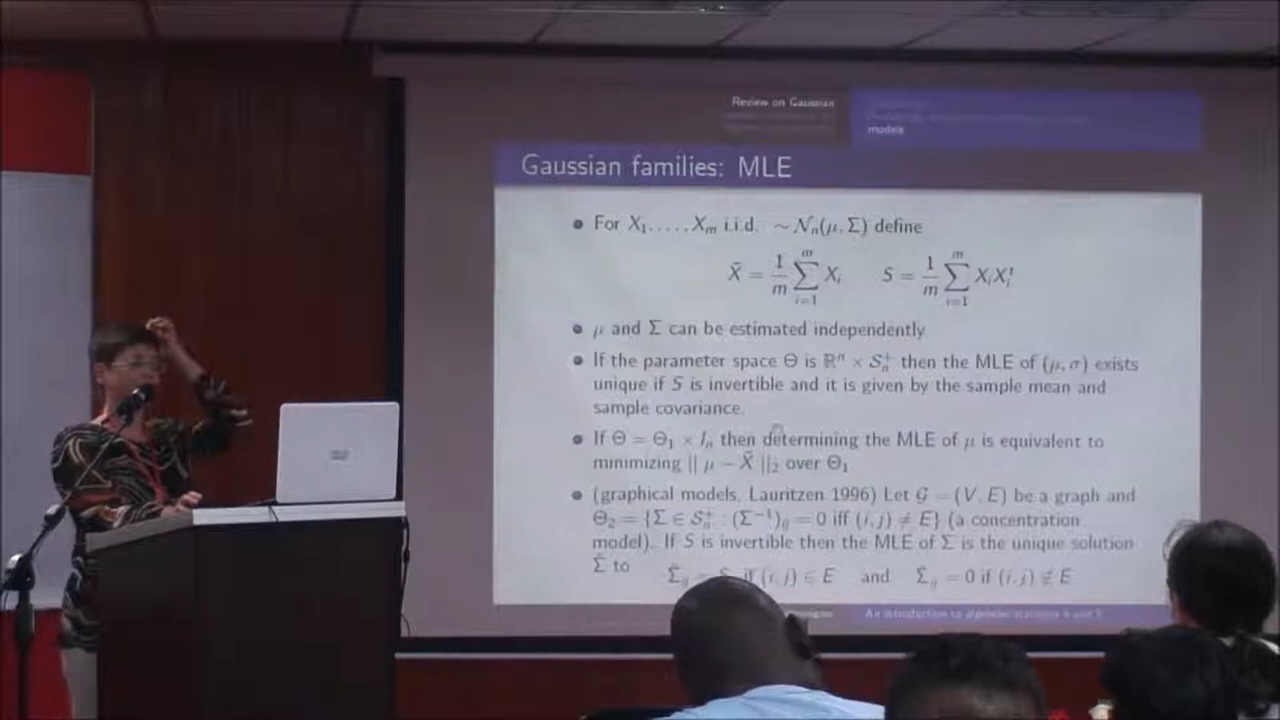 Review on Gaussian
models
Gaussian families: MLE
• For X₁, . . . , Xₘ i.i.d. ∼ 𝒩ₙ(μ, Σ) define
X̄ = 1/m ∑ᵢ₌₁ᵐ Xᵢ S = 1/m ∑ᵢ₌₁ᵐ XᵢXᵢᵗ
• μ and Σ can be estimated independently
• If the parameter space Θ is ℝⁿ × 𝒮ₙ⁺ then the MLE of (μ, σ) exists
unique if S is invertible and it is given by the sample mean and
sample covariance.
• If Θ = Θ₁ × Iₙ then determining the MLE of μ is equivalent to
minimizing || μ − X̄ ||₂ over Θ₁
• (graphical models, Lauritzen 1996) Let 𝒢 = (V, E) be a graph and
Θ₂ = {Σ ∈ 𝒮ₙ⁺ : (Σ⁻¹)ᵢⱼ = 0 iff (i, j) ≠ E} (a concentration
model). If S is invertible then the MLE of Σ is the unique solution
Σ̂ to
Σ̂ᵢⱼ = if (i, j) ∈ E and Σ̂ᵢⱼ = 0 if (i, j) ∉ E
An introduction to algebraic statistics